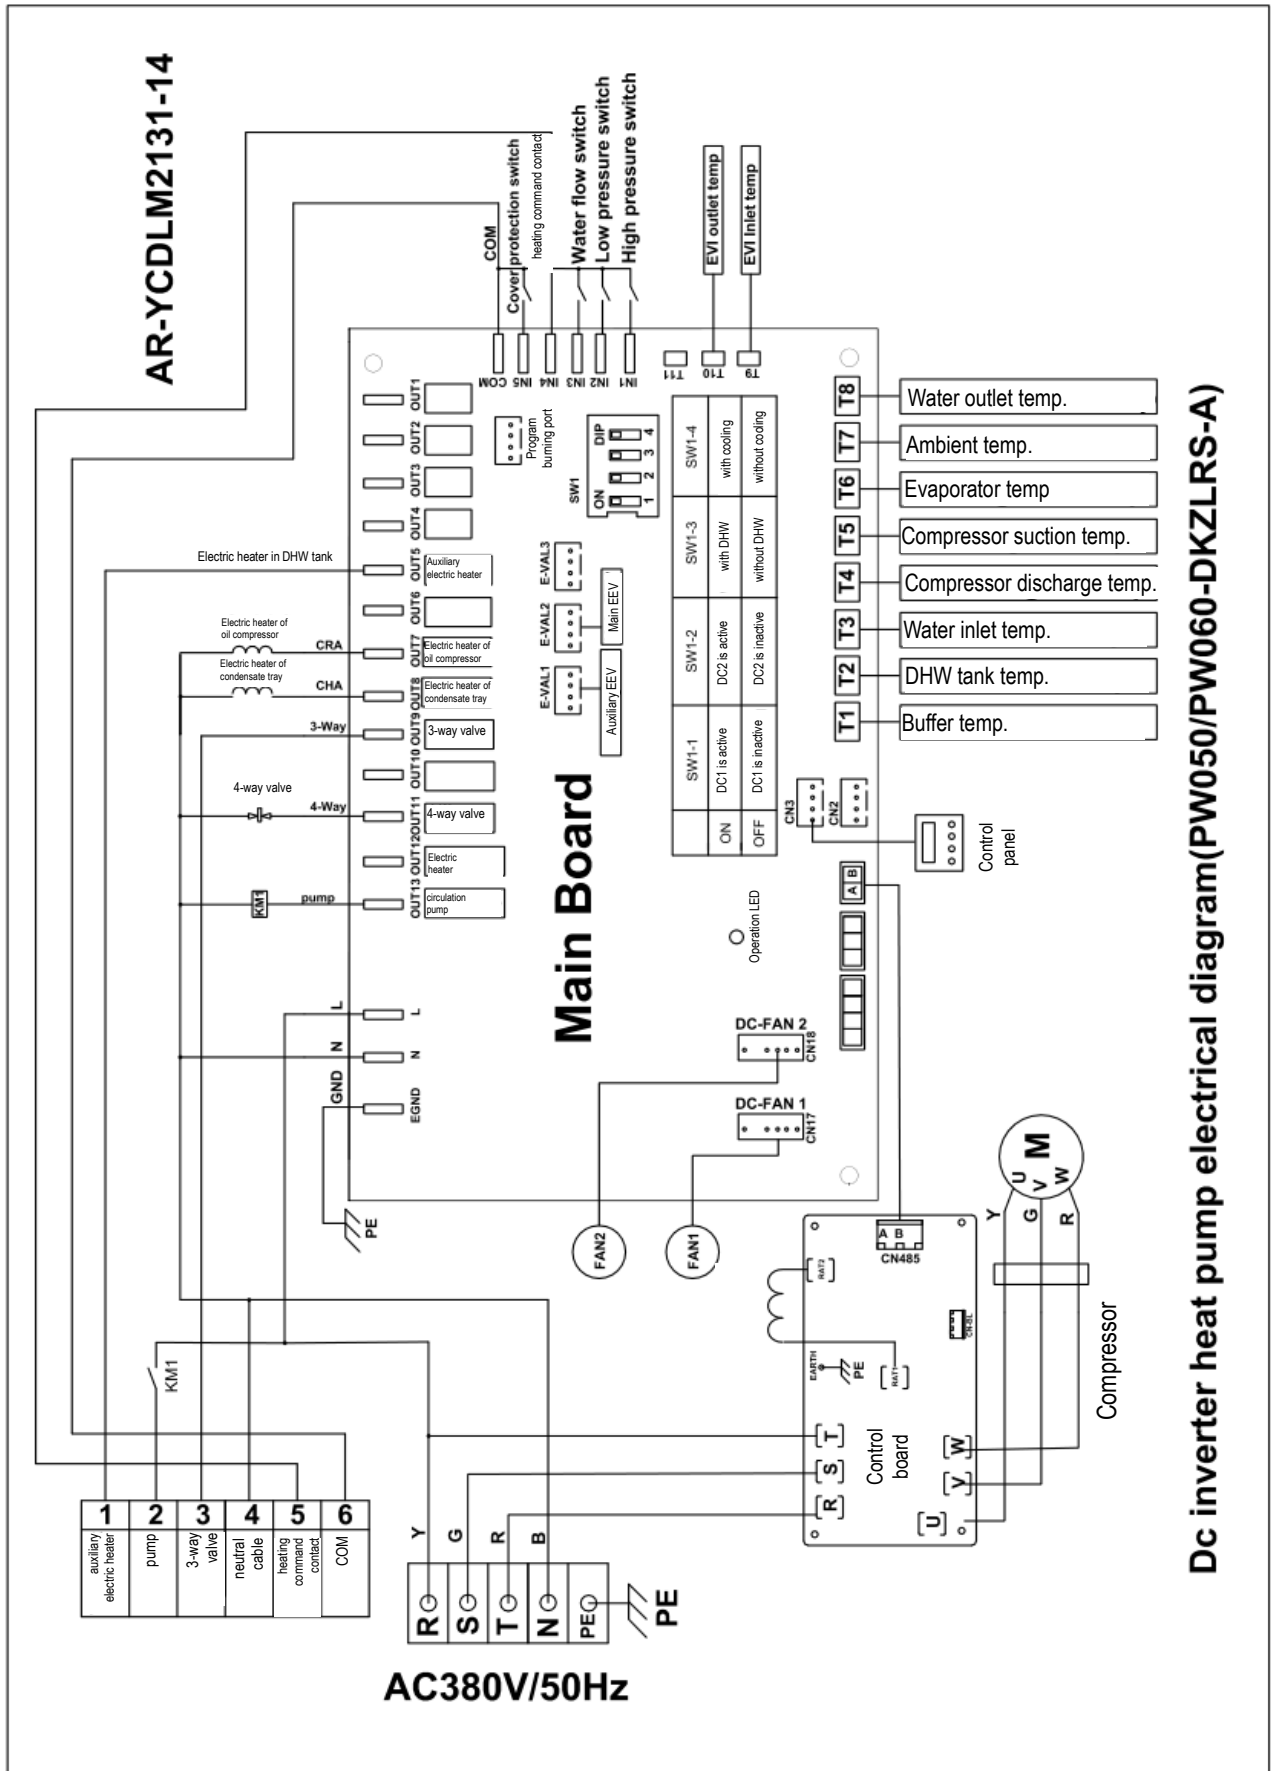 AR-YCDLM2131-14
COM
Cover protection switch
heating command contact
Water flow switch
Low pressure switch
High pressure switch
EVI outlet temp
EVI Inlet temp
COM
IN5
IN4
IN3
IN2
IN1
T11
T10
T9
OUT1
OUT2
OUT3
OUT4
OUT5
OUT6
OUT7
OUT8
OUT9
OUT10
OUT11
OUT12
OUT13
Program
burning port
SW1
ON DIP
1 2 3 4
Electric heater in DHW tank
Auxiliary
electric heater
Electric heater of
oil compressor
CRA
Electric heater of
oil compressor
Electric heater of
condensate tray
CHA
Electric heater of
condensate tray
3-Way
3-way valve
4-way valve
4-Way
4-way valve
Electric
heater
KM1
pump
circulation
pump
E-VAL3
E-VAL2
E-VAL1
Main EEV
Auxiliary EEV
SW1-1 SW1-2 SW1-3 SW1-4
ON DC1 is active DC2 is active with DHW with cooling
OFF DC1 is inactive DC2 is inactive without DHW without cooling
T8 Water outlet temp.
T7 Ambient temp.
T6 Evaporator temp
T5 Compressor suction temp.
T4 Compressor discharge temp.
T3 Water inlet temp.
T2 DHW tank temp.
T1 Buffer temp.
Main Board
CN3
CN2
Control
panel
A B
Operation LED
L
L
N
N
GND
EGND
PE
DC-FAN 2
CN18
DC-FAN 1
CN17
FAN2
FAN1
M
U V W
Y
G
R
A B
CN485
RAT2
CN-BL
EARTH
PE
RAT1
T
S
R
Control
board
W
V
U
Compressor
KM1
1 2 3 4 5 6
auxiliary
electric heater
pump
3-way
valve
neutral
cable
heating
command
contact
COM
Y
G
R
B
R
S
T
N
PE
PE
AC380V/50Hz
Dc inverter heat pump electrical diagram(PW050/PW060-DKZLRS-A)